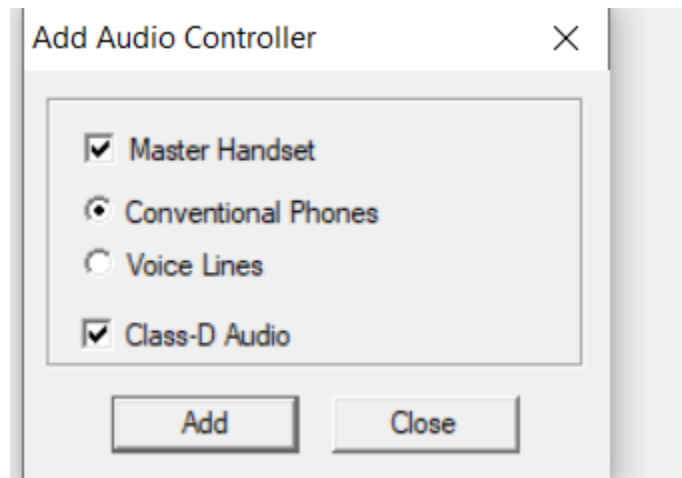 Add Audio Controller
Master Handset
Conventional Phones
Voice Lines
Class-D Audio
Add Close